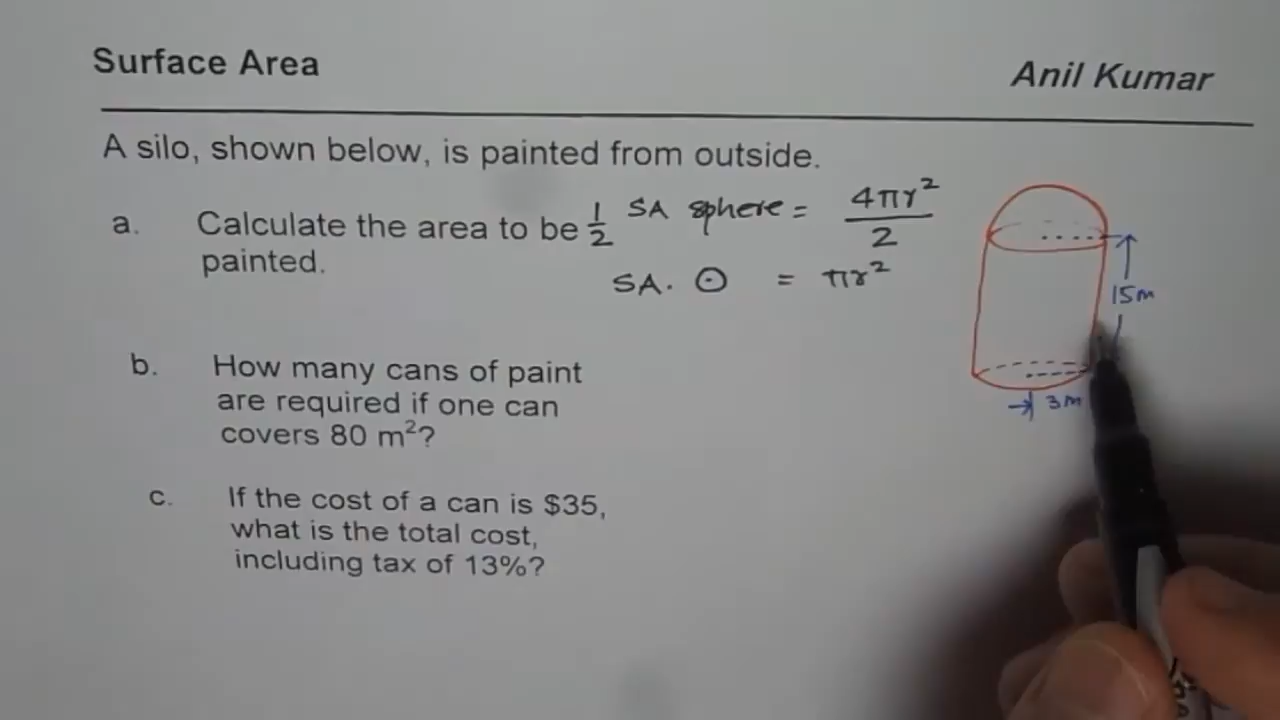 Surface Area
Anil Kumar
A silo, shown below, is painted from outside.
a. Calculate the area to be painted.
½ SA sphere = 4πr² / 2
SA. ⊙ = πr²
15m
3m
b. How many cans of paint
are required if one can
covers 80 m²?
c. If the cost of a can is $35,
what is the total cost,
including tax of 13%?